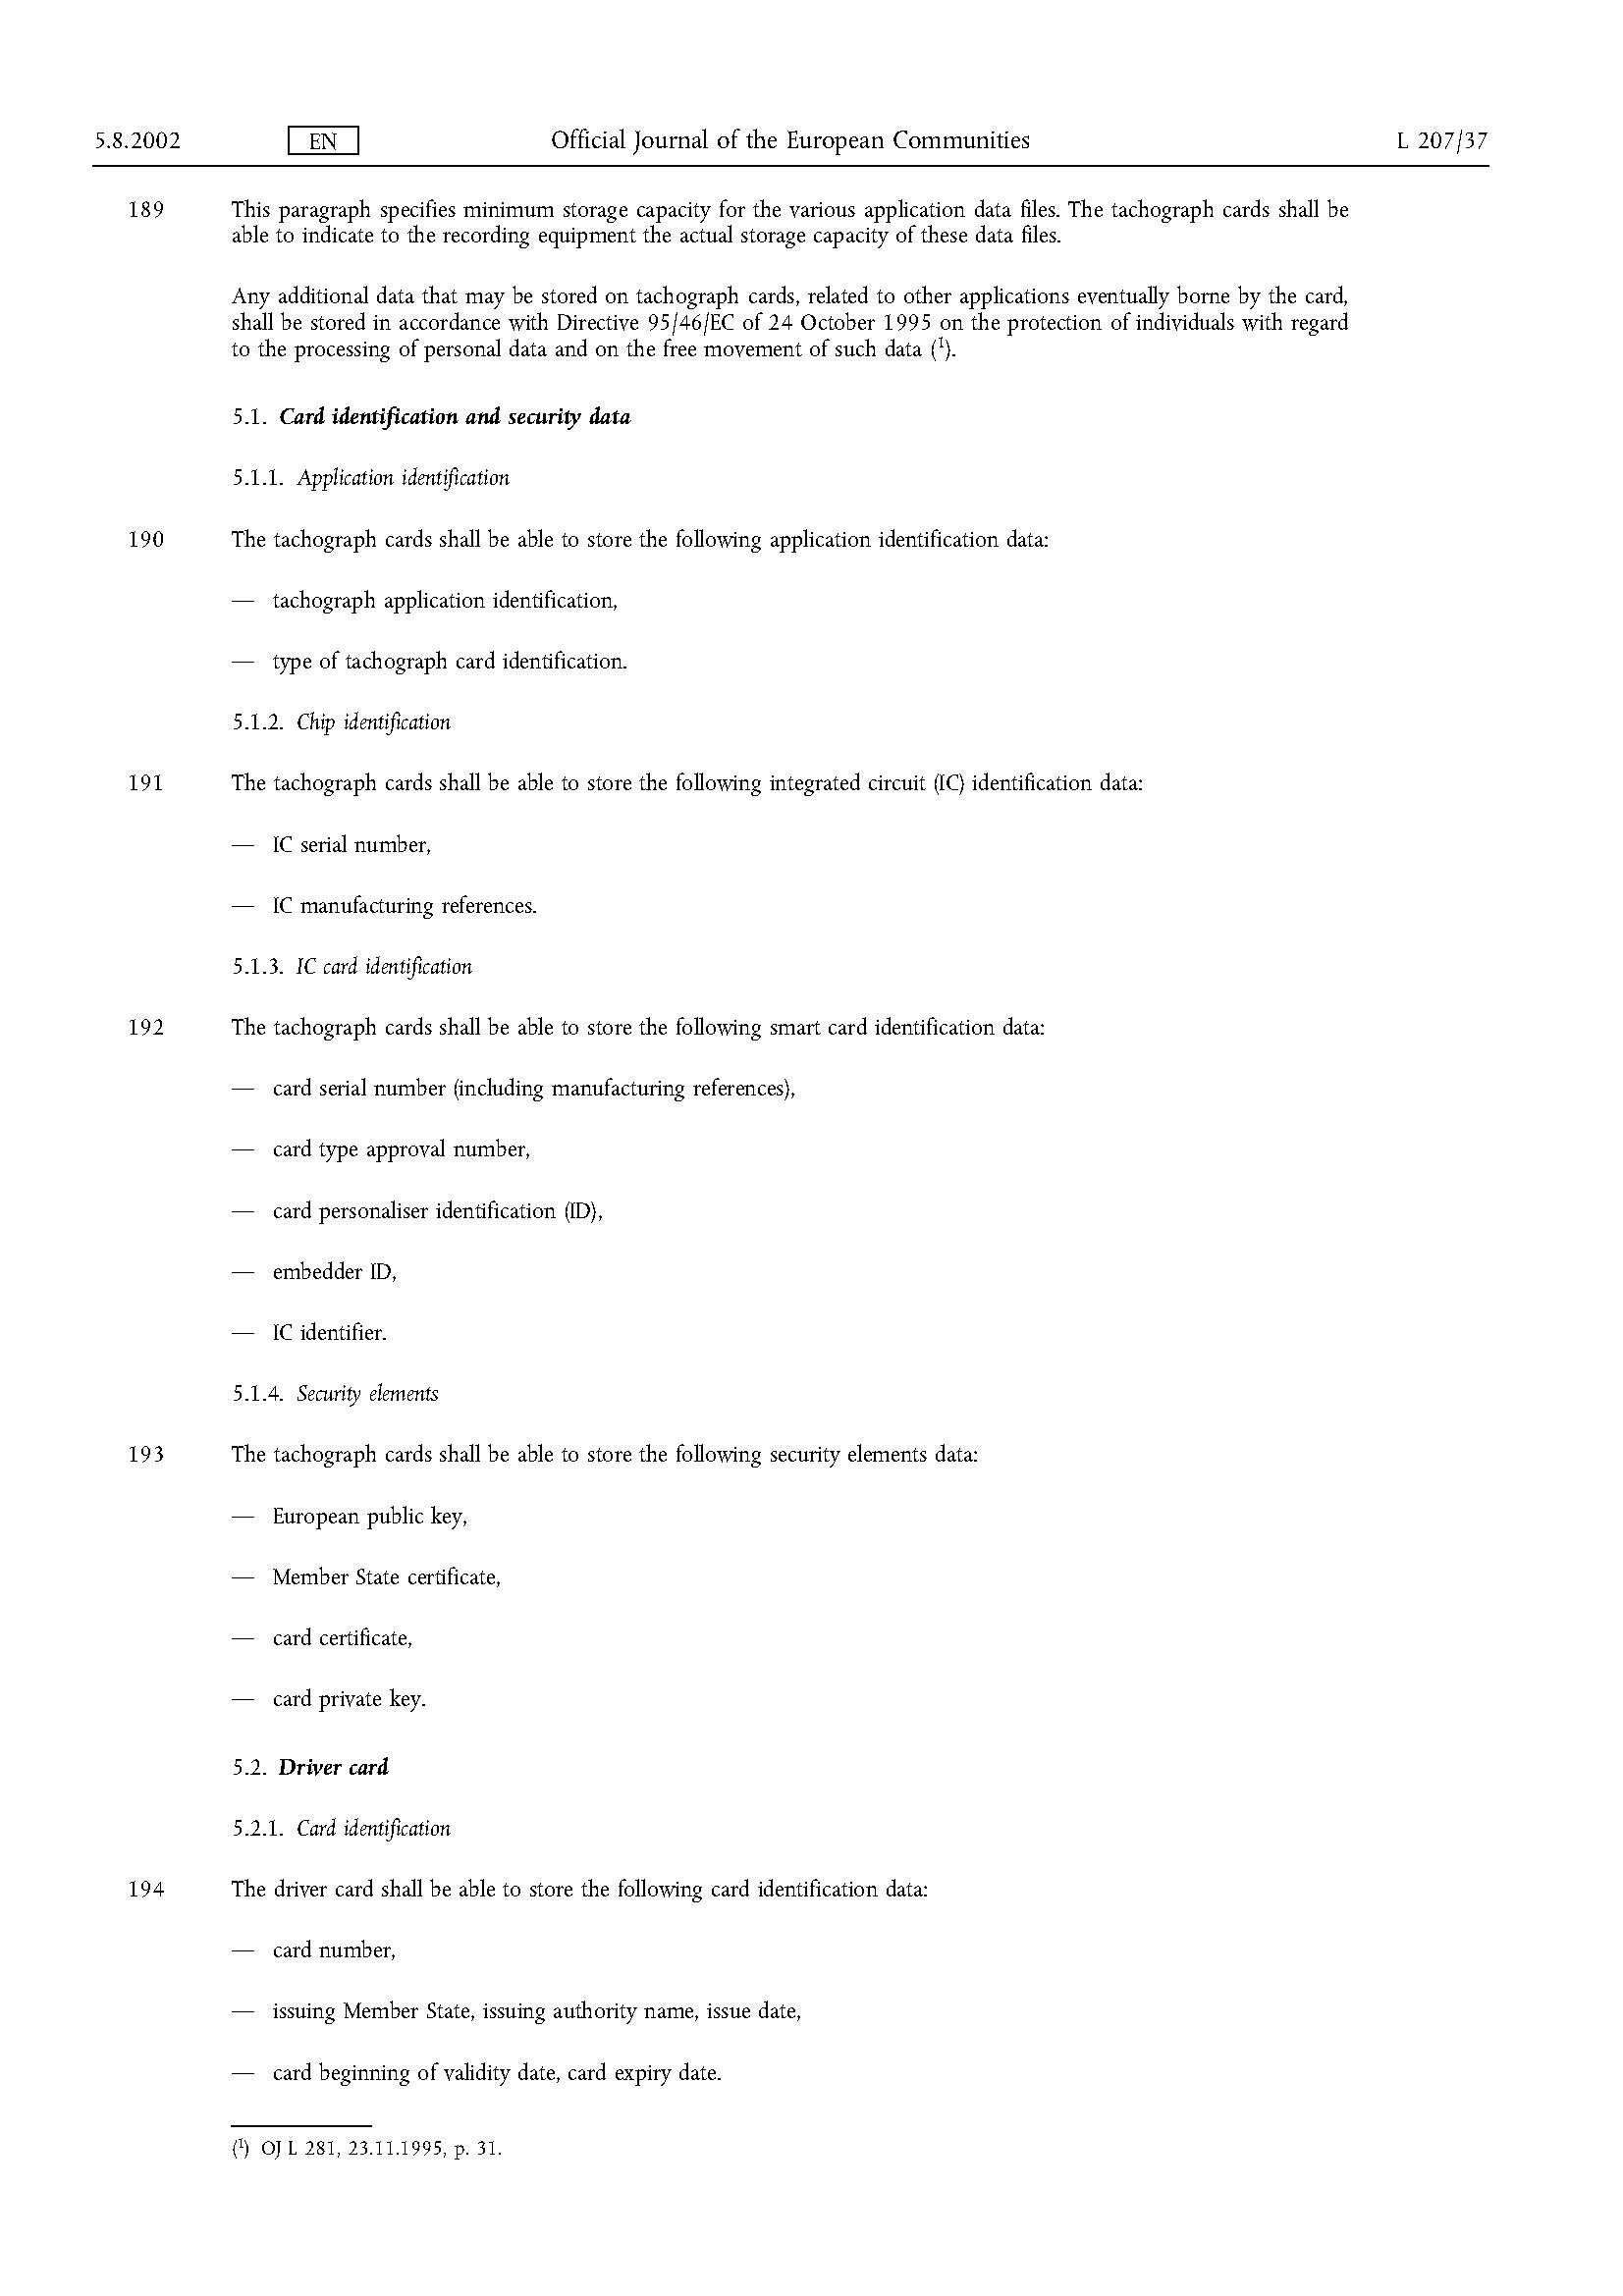 5.8.2002 EN Official Journal of the European Communities L 207/37
189 This paragraph specifies minimum storage capacity for the various application data files. The tachograph cards shall be
able to indicate to the recording equipment the actual storage capacity of these data files.
Any additional data that may be stored on tachograph cards, related to other applications eventually borne by the card,
shall be stored in accordance with Directive 95/46/EC of 24 October 1995 on the protection of individuals with regard
to the processing of personal data and on the free movement of such data (¹).
5.1. Card identification and security data
5.1.1. Application identification
190 The tachograph cards shall be able to store the following application identification data:
— tachograph application identification,
— type of tachograph card identification.
5.1.2. Chip identification
191 The tachograph cards shall be able to store the following integrated circuit (IC) identification data:
— IC serial number,
— IC manufacturing references.
5.1.3. IC card identification
192 The tachograph cards shall be able to store the following smart card identification data:
— card serial number (including manufacturing references),
— card type approval number,
— card personaliser identification (ID),
— embedder ID,
— IC identifier.
5.1.4. Security elements
193 The tachograph cards shall be able to store the following security elements data:
— European public key,
— Member State certificate,
— card certificate,
— card private key.
5.2. Driver card
5.2.1. Card identification
194 The driver card shall be able to store the following card identification data:
— card number,
— issuing Member State, issuing authority name, issue date,
— card beginning of validity date, card expiry date.
(¹) OJ L 281, 23.11.1995, p. 31.